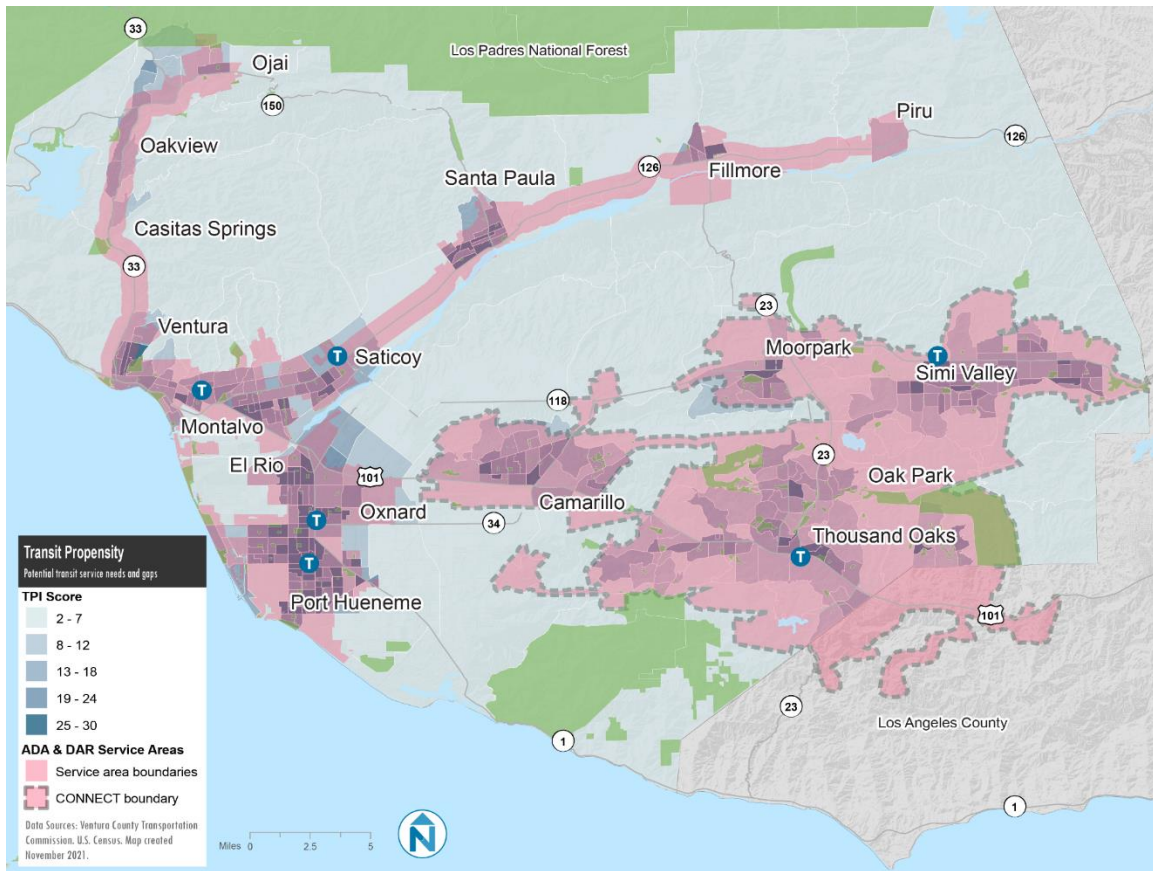 33
Los Padres National Forest
Ojai
150
Piru
126
Oakview
126
Fillmore
Santa Paula
Casitas Springs
33
23
Ventura
T
Saticoy
Moorpark
T
Simi Valley
T
118
Montalvo
El Rio
23
101
Oak Park
Camarillo
Oxnard
34
T
Thousand Oaks
T
T
Port Hueneme
101
23
Los Angeles County
1
1
Transit Propensity
Potential transit service needs and gaps
TPI Score
2 - 7
8 - 12
13 - 18
19 - 24
25 - 30
ADA & DAR Service Areas
Service area boundaries
CONNECT boundary
Data Sources: Ventura County Transportation
Commission, U.S. Census. Map created
November 2021.
Miles 0 2.5 5
N